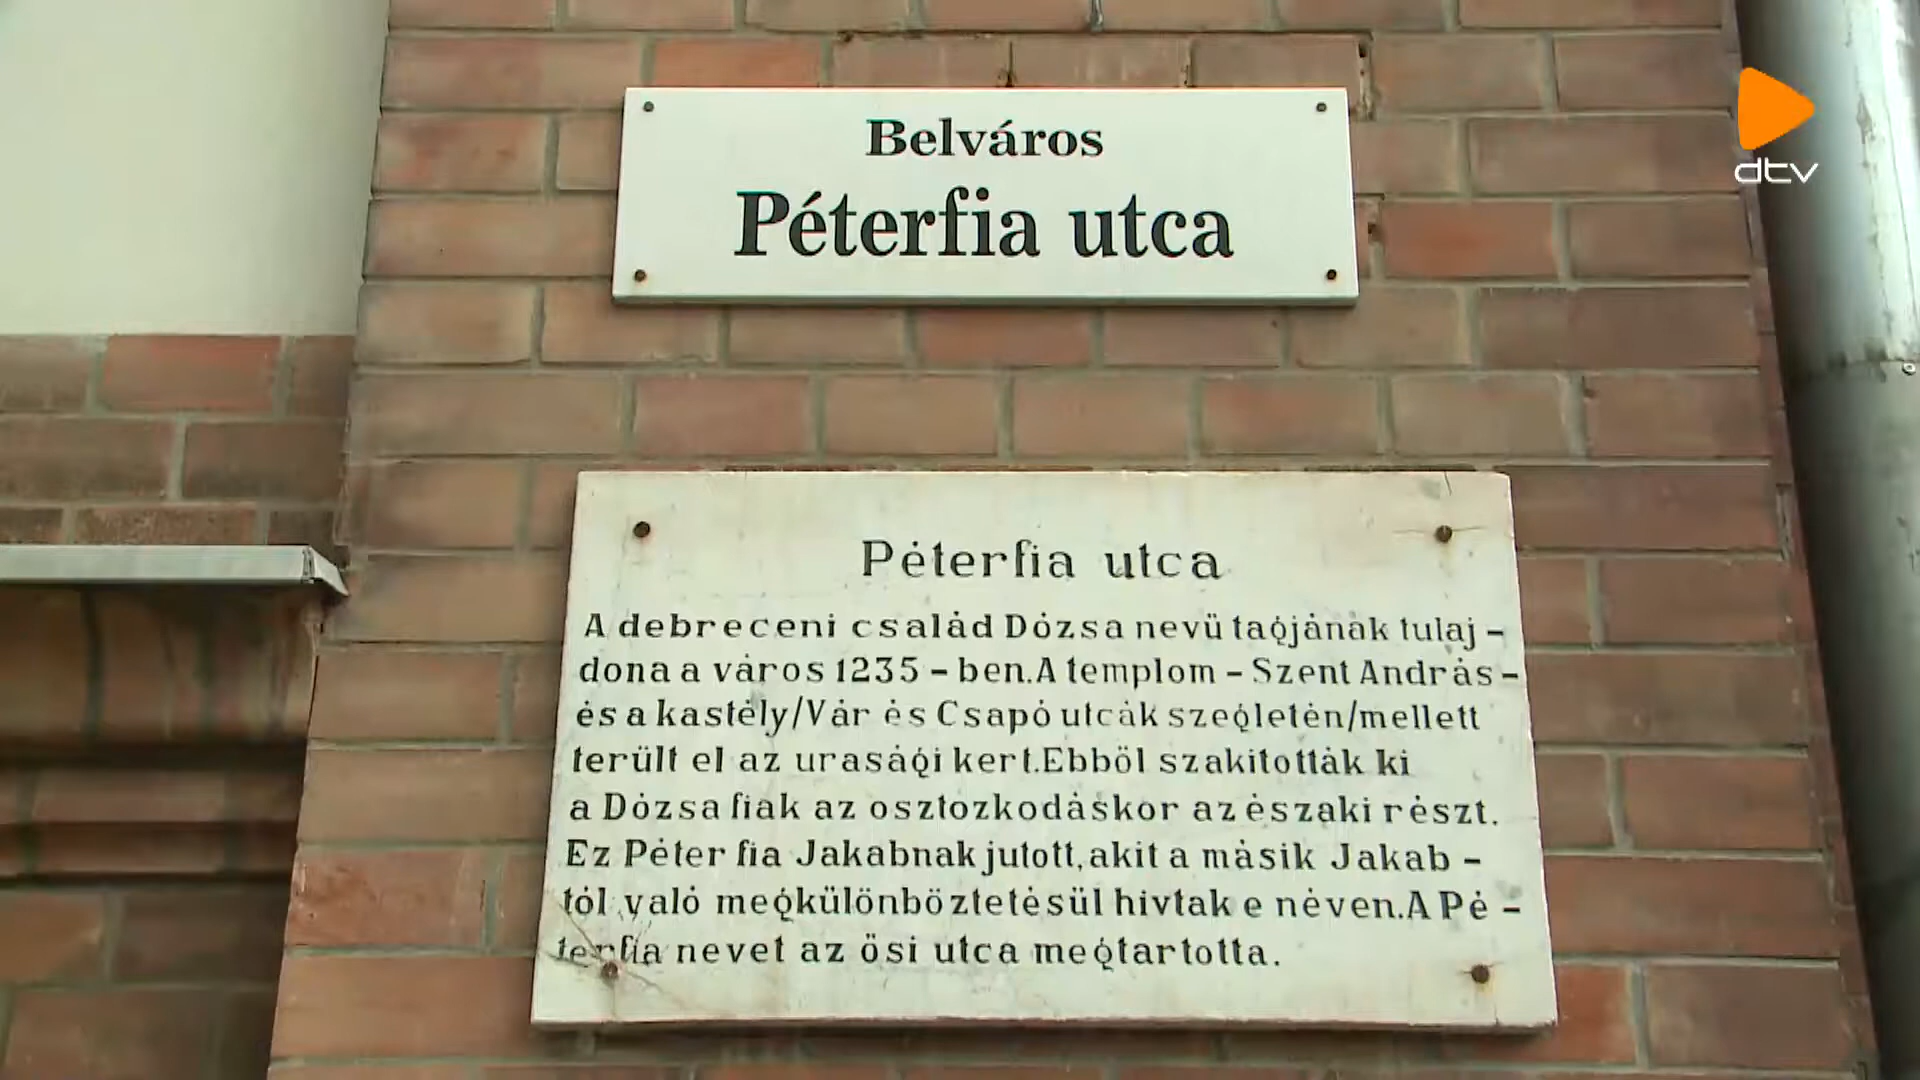 Belváros
Péterfia utca
dtv
Péterfia utca
A debreceni család Dózsa nevü tagjának tulaj –
dona a város 1235 – ben. A templom – Szent András –
és a kastély/Vár és Csapó utcák szegletén/mellett
terült el az urasági kert. Ebböl szakitották ki
a Dózsa fiak az osztozkodáskor az északi részt.
Ez Péter fia Jakabnak jutott, akit a másik Jakab –
tól való megkülönböztetésül hivtak e néven. A Pé –
terfia nevet az ösi utca megtartotta.